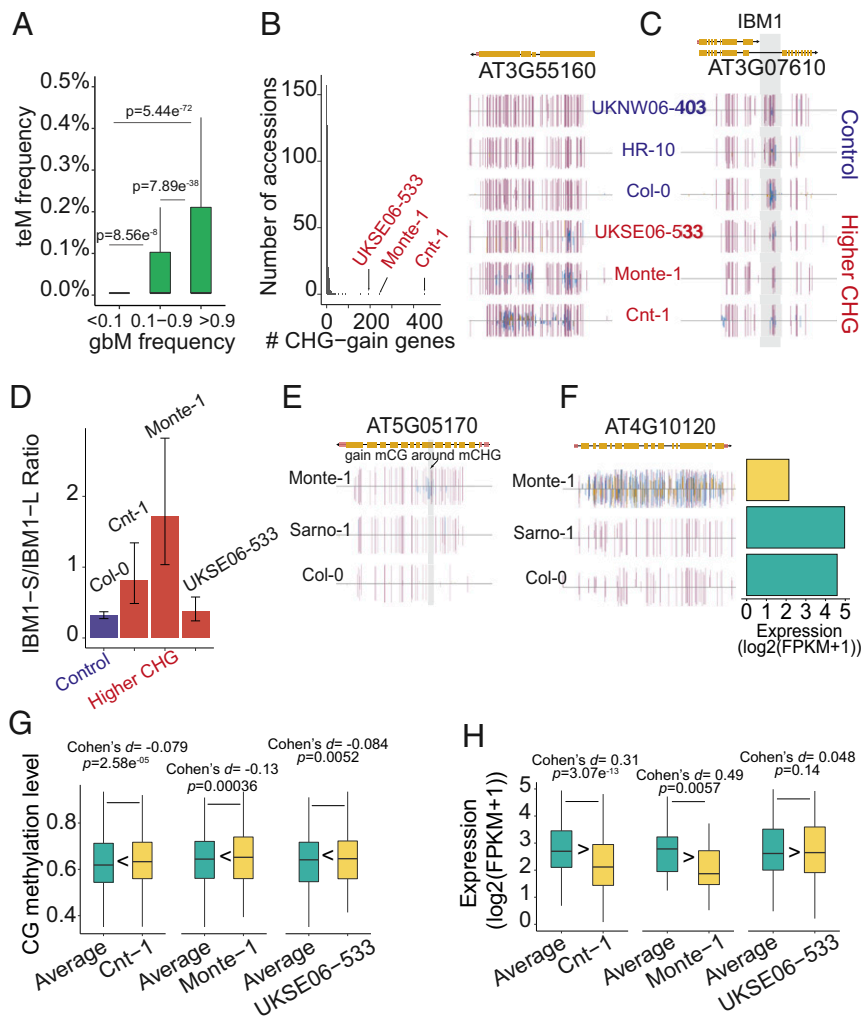 A
teM frequency
0.5%
0.4%
0.3%
0.2%
0.1%
0.0%
p=5.44e-72
p=7.89e-38
p=8.56e-8
<0.1 0.1−0.9 >0.9
gbM frequency
B
Number of accessions
150
100
50
0
UKSE06-533
Monte-1
Cnt-1
0 200 400
# CHG−gain genes
AT3G55160
C
IBM1
AT3G07610
UKNW06-403
HR-10
Col-0
UKSE06-533
Monte-1
Cnt-1
Control
Higher CHG
D
IBM1−S/IBM1−L Ratio
2
1
0
Col-0
Cnt-1
Monte-1
UKSE06-533
Control
Higher CHG
E
AT5G05170
gain mCG around mCHG
Monte-1
Sarno-1
Col-0
F
AT4G10120
Monte-1
Sarno-1
Col-0
0 1 2 3 4 5
Expression
(log2(FPKM+1))
G
CG methylation level
0.8
0.6
0.4
Cohen's d= -0.079
p=2.58e-05
Cohen's d= -0.13
p=0.00036
Cohen's d= -0.084
p=0.0052
<
<
<
Average
Cnt−1
Average
Monte−1
Average
UKSE06−533
H
Expression
(log2(FPKM+1))
5
4
3
2
1
0
Cohen's d= 0.31
p=3.07e-13
Cohen's d= 0.49
p=0.0057
Cohen's d= 0.048
p=0.14
>
>
>
Average
Cnt−1
Average
Monte−1
Average
UKSE06−533